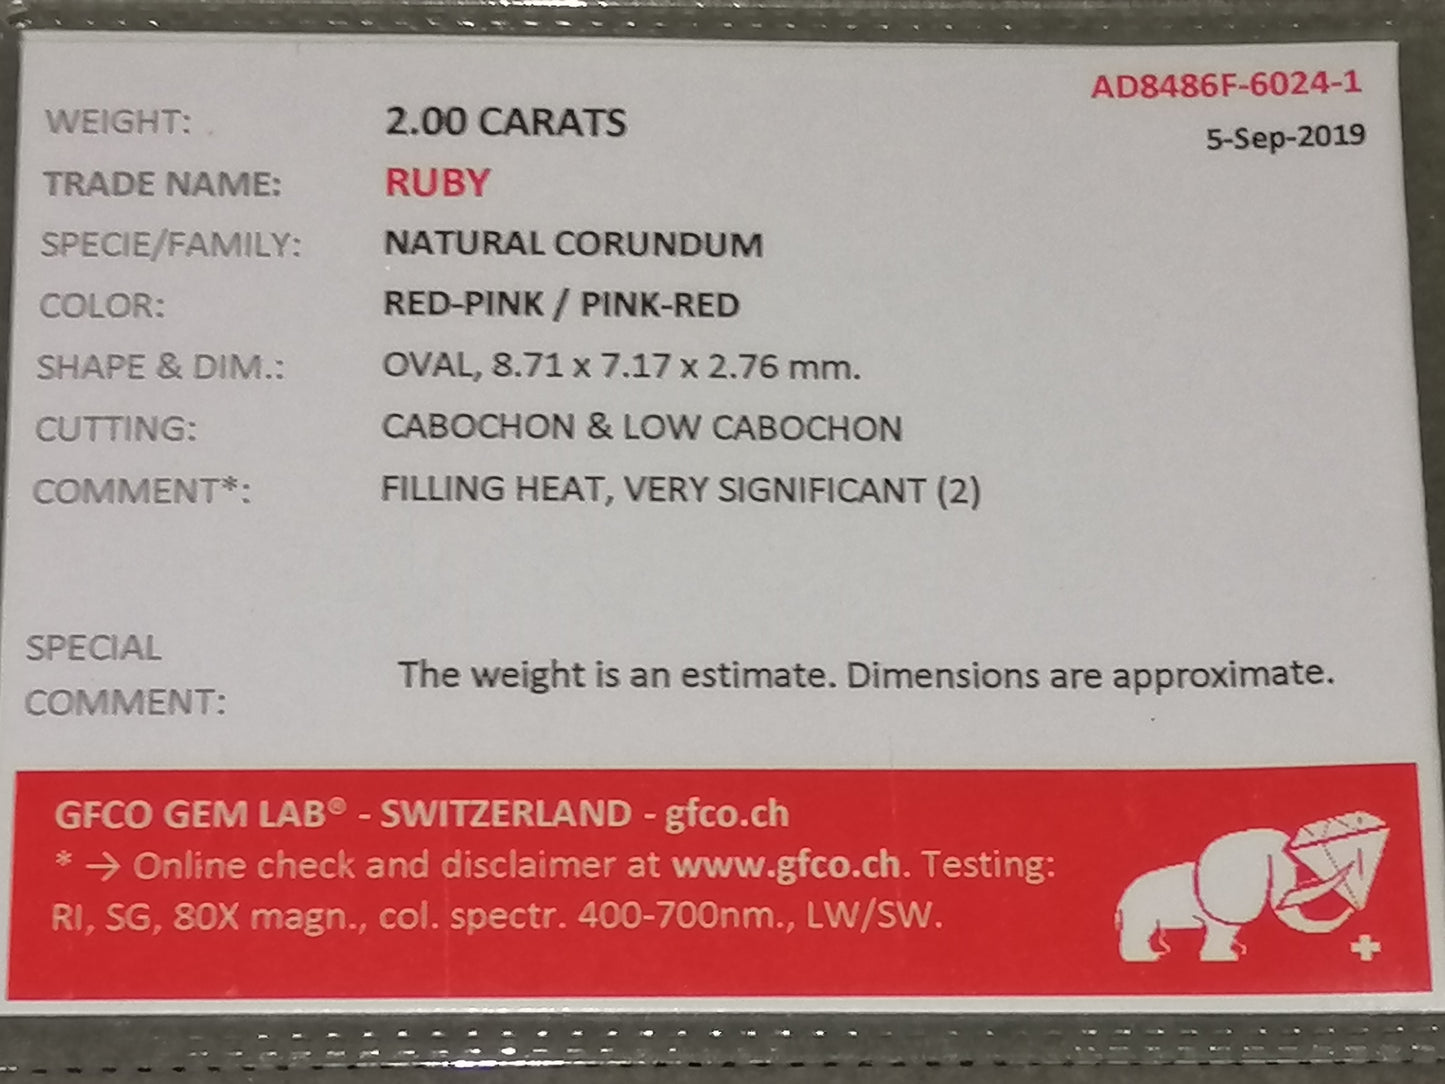 AD8486F-6024-1
5-Sep-2019
WEIGHT: 2.00 CARATS
TRADE NAME: RUBY
SPECIE/FAMILY: NATURAL CORUNDUM
COLOR: RED-PINK / PINK-RED
SHAPE & DIM.: OVAL, 8.71 x 7.17 x 2.76 mm.
CUTTING: CABOCHON & LOW CABOCHON
COMMENT*: FILLING HEAT, VERY SIGNIFICANT (2)
SPECIAL
COMMENT: The weight is an estimate. Dimensions are approximate.
GFCO GEM LAB® - SWITZERLAND - gfco.ch
* → Online check and disclaimer at www.gfco.ch. Testing:
RI, SG, 80X magn., col. spectr. 400-700nm., LW/SW.